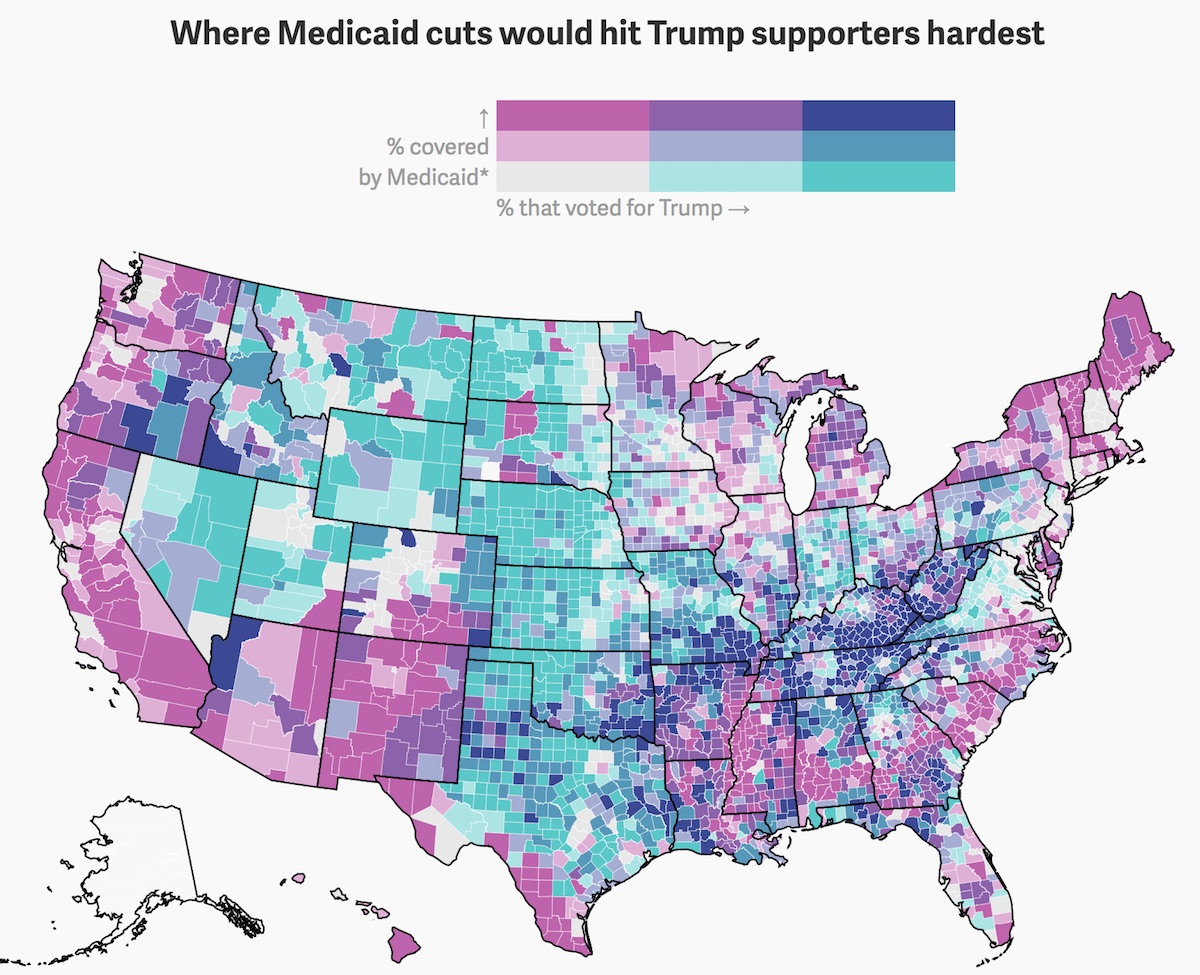 Where Medicaid cuts would hit Trump supporters hardest
↑
% covered
by Medicaid*
% that voted for Trump →